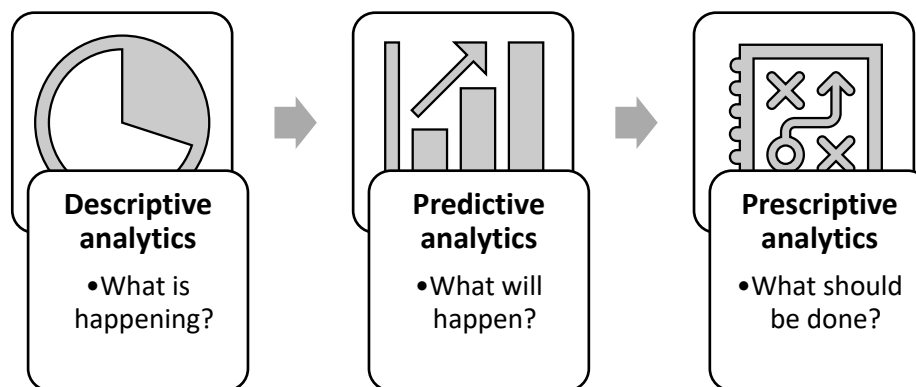 Descriptive
analytics
•What is
happening?
Predictive
analytics
•What will
happen?
Prescriptive
analytics
•What should
be done?